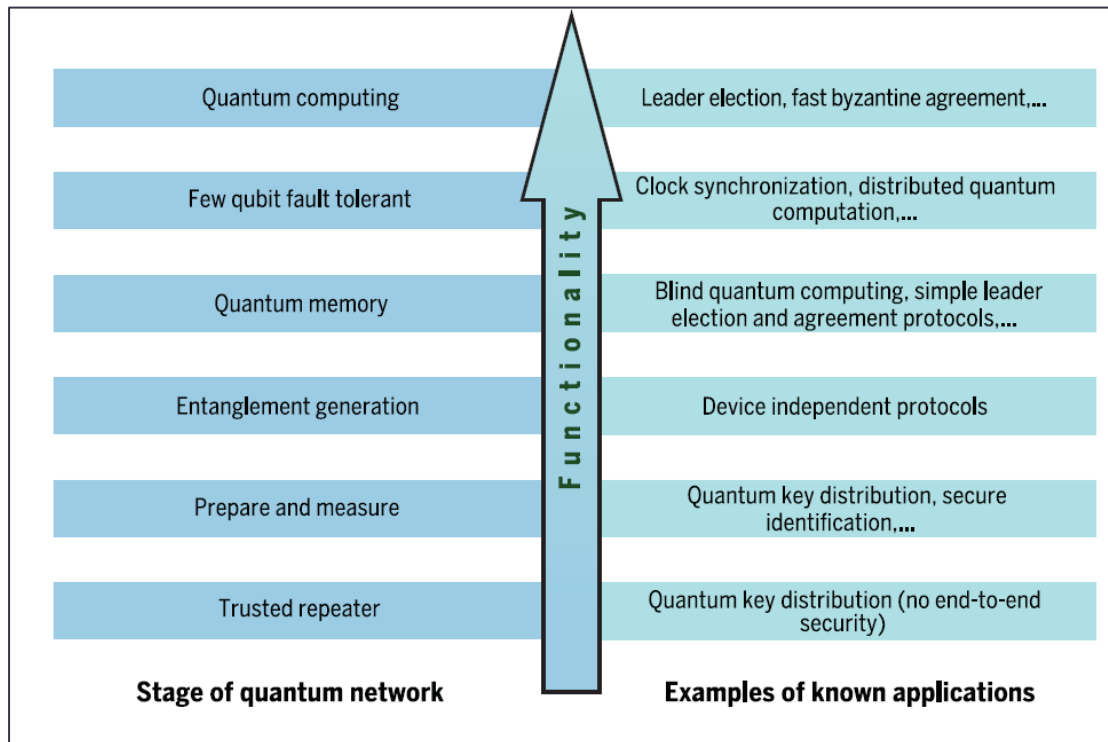 Quantum computing
Leader election, fast byzantine agreement,...
Few qubit fault tolerant
Clock synchronization, distributed quantum
computation,...
Quantum memory
Blind quantum computing, simple leader
election and agreement protocols,...
Entanglement generation
Device independent protocols
Prepare and measure
Quantum key distribution, secure
identification,...
Trusted repeater
Quantum key distribution (no end-to-end
security)
Functionality
Stage of quantum network
Examples of known applications